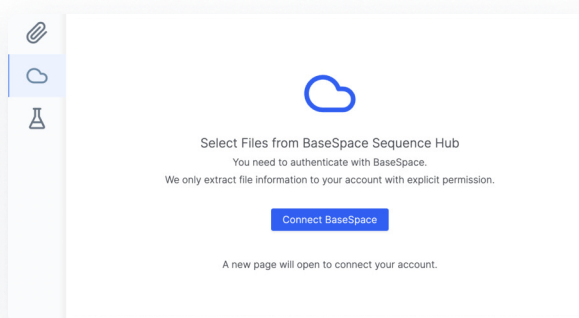 Select Files from BaseSpace Sequence Hub
You need to authenticate with BaseSpace.
We only extract file information to your account with explicit permission.
Connect BaseSpace
A new page will open to connect your account.